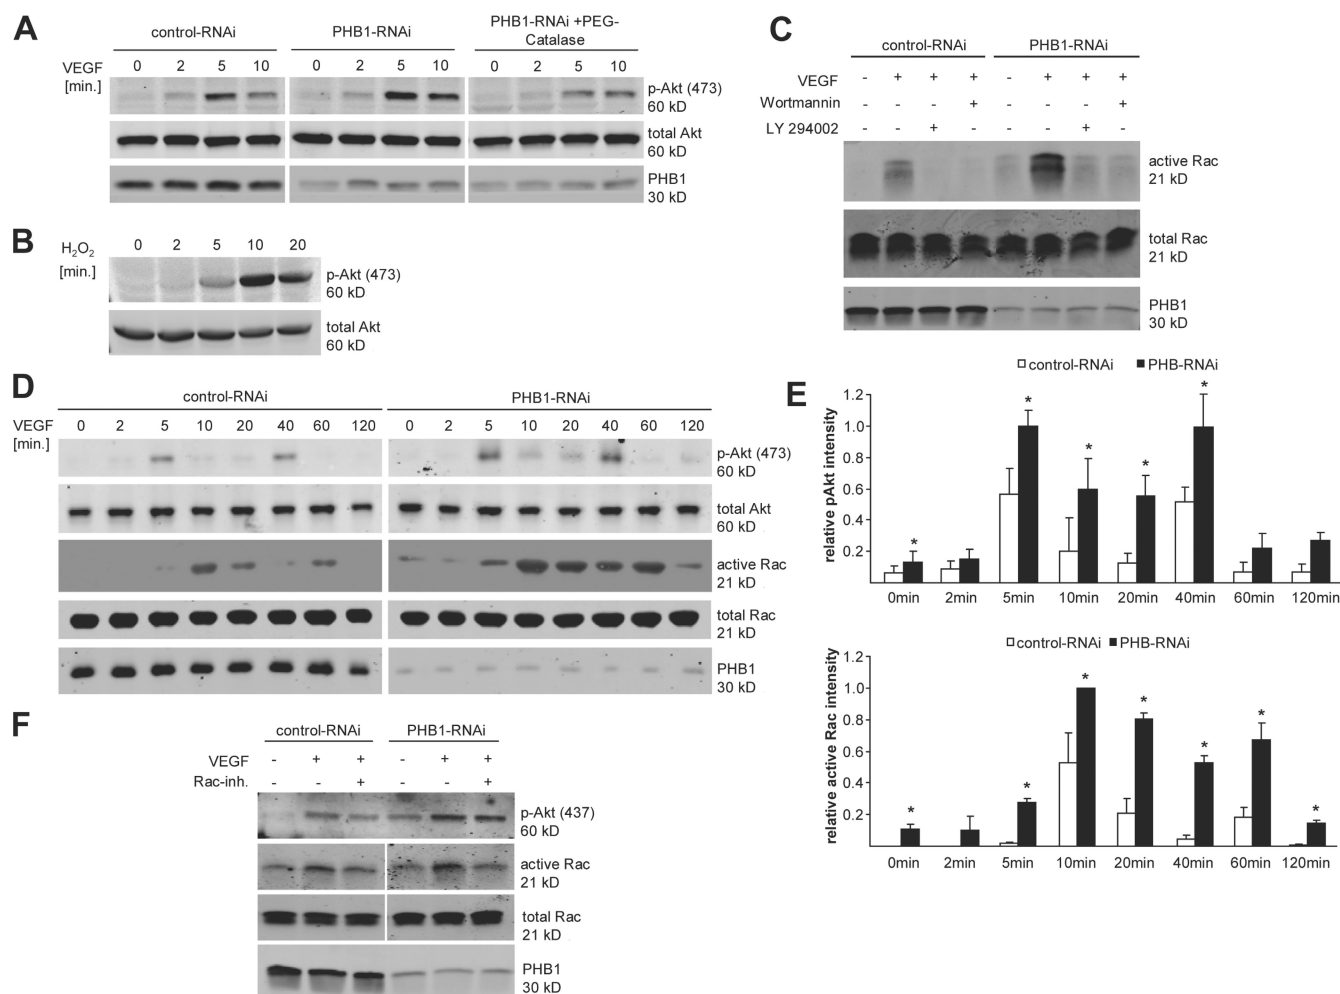 A
control-RNAi
PHB1-RNAi
PHB1-RNAi +PEG-
Catalase
VEGF
[min.]
0 2 5 10 0 2 5 10 0 2 5 10
p-Akt (473)
60 kD
total Akt
60 kD
PHB1
30 kD
B
H₂O₂
[min.]
0 2 5 10 20
p-Akt (473)
60 kD
total Akt
60 kD
C
control-RNAi PHB1-RNAi
VEGF - + + + - + + +
Wortmannin - - - + - - - +
LY 294002 - - + - - - + -
active Rac
21 kD
total Rac
21 kD
PHB1
30 kD
D
control-RNAi PHB1-RNAi
VEGF
[min.]
0 2 5 10 20 40 60 120 0 2 5 10 20 40 60 120
p-Akt (473)
60 kD
total Akt
60 kD
active Rac
21 kD
total Rac
21 kD
PHB1
30 kD
E
control-RNAi PHB-RNAi
relative pAkt intensity
1.2
1.0
0.8
0.6
0.4
0.2
* * * * *
0min 2min 5min 10min 20min 40min 60min 120min
control-RNAi PHB-RNAi
relative active Rac intensity
1.2
1.0
0.8
0.6
0.4
0.2
* * * * * * *
0min 2min 5min 10min 20min 40min 60min 120min
F
control-RNAi PHB1-RNAi
VEGF - + + - + +
Rac-inh. - - + - - +
p-Akt (437)
60 kD
active Rac
21 kD
total Rac
21 kD
PHB1
30 kD